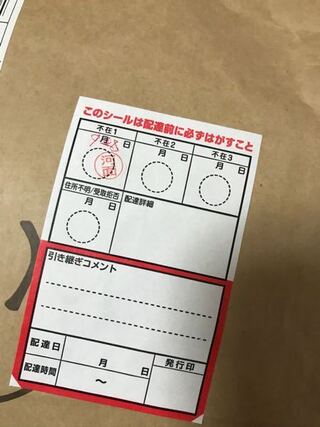 このシールは配達前に必ずはがすこと
不在1 不在2 不在3
月 日 月 日 月 日
河西
住所不明/受取拒否 配達詳細
月 日
引き継ぎコメント
配達日 月 日 発行印
配達時間 〜